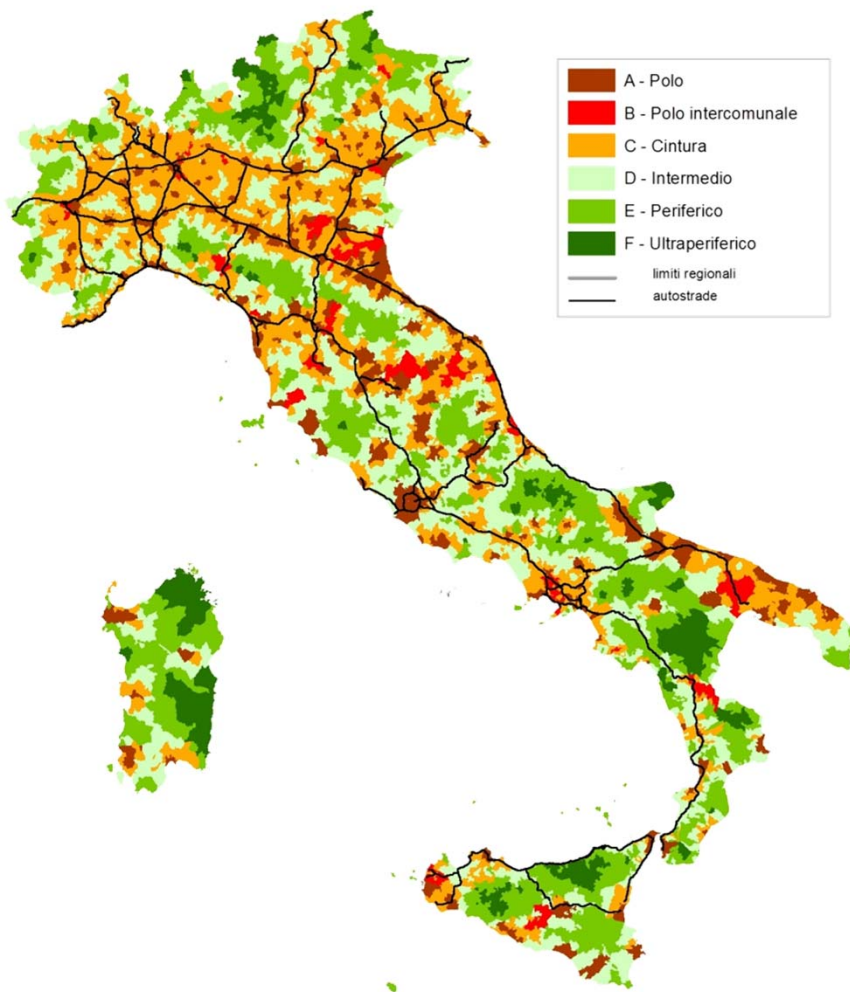 A - Polo
B - Polo intercomunale
C - Cintura
D - Intermedio
E - Periferico
F - Ultraperiferico
limiti regionali
autostrade